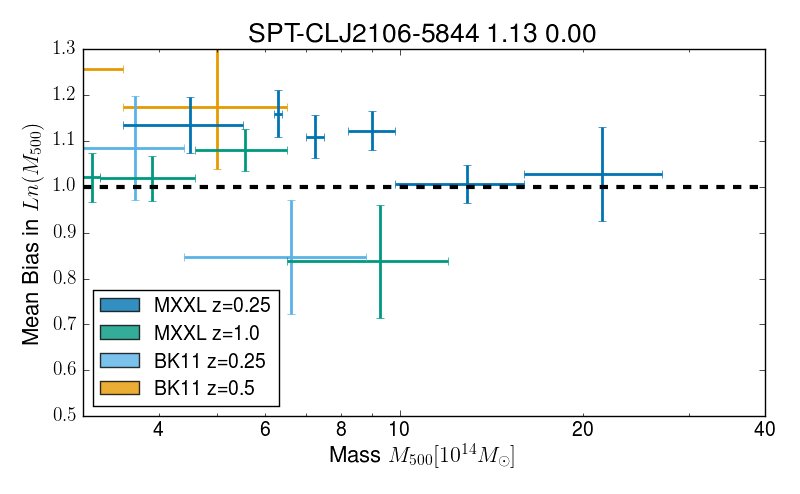 SPT-CLJ2106-5844 1.13 0.00
Mean Bias in Ln(M500)
1.3
1.2
1.1
1.0
0.9
0.8
0.7
0.6
0.5
MXXL z=0.25
MXXL z=1.0
BK11 z=0.25
BK11 z=0.5
4 6 8 10 20 40
Mass M500[10^14 M⊙]